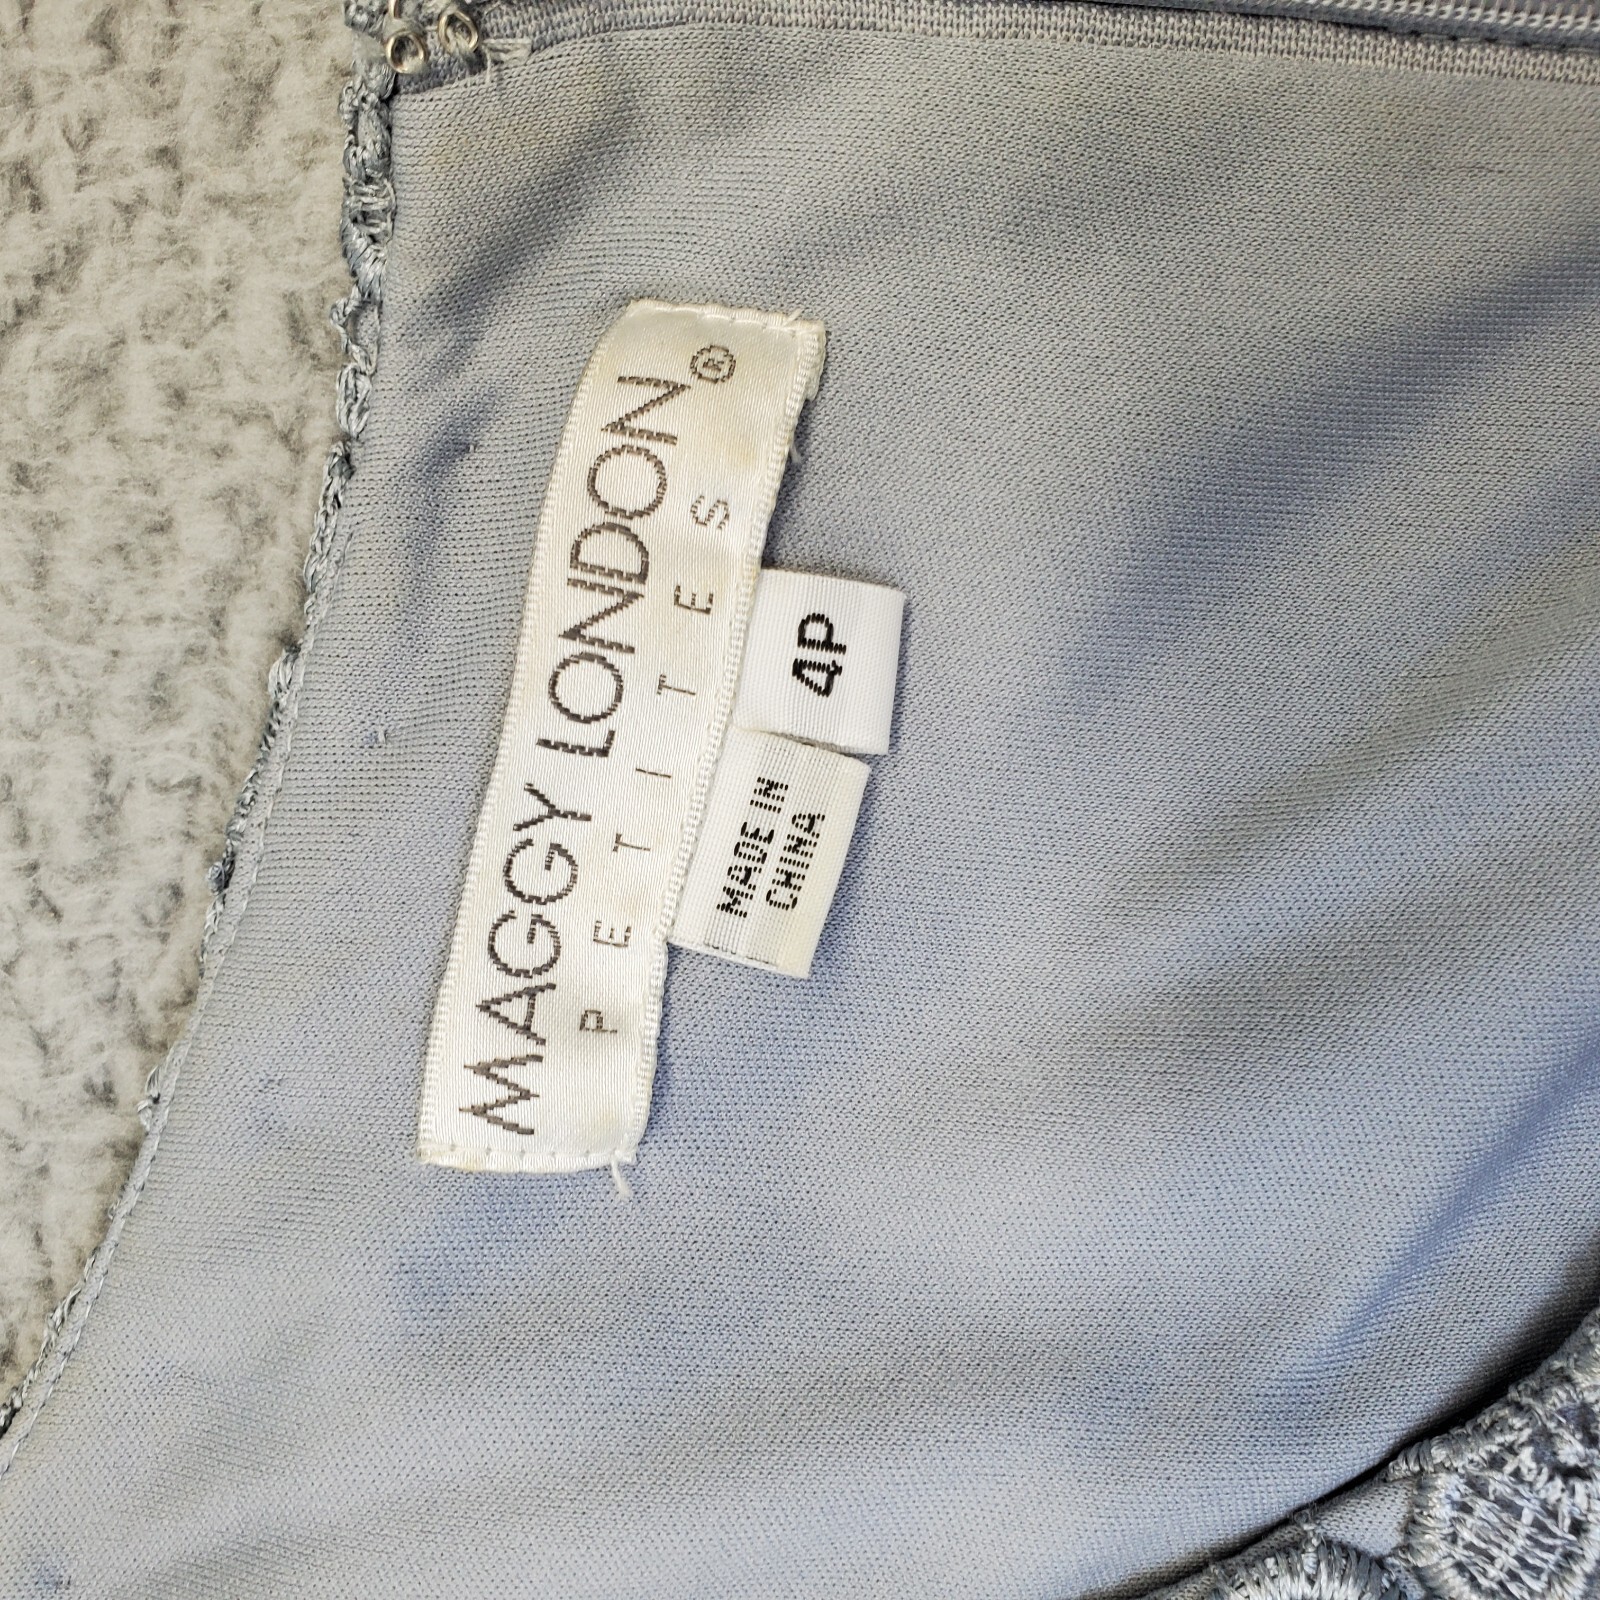 MAGGY LONDON®
PETITES
4P
MADE IN
CHINA